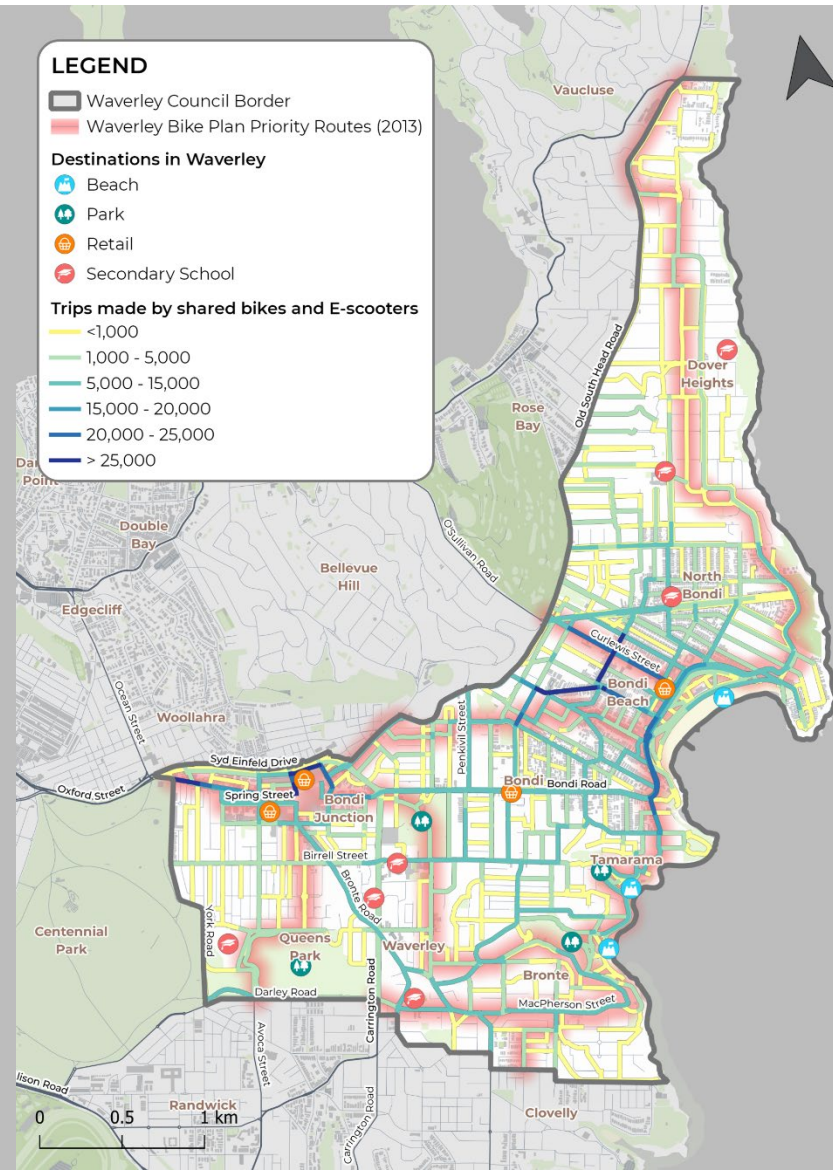 LEGEND
Waverley Council Border
Waverley Bike Plan Priority Routes (2013)
Destinations in Waverley
Beach
Park
Retail
Secondary School
Trips made by shared bikes and E-scooters
<1,000
1,000 - 5,000
5,000 - 15,000
15,000 - 20,000
20,000 - 25,000
> 25,000
Vaucluse
Old South Head Road
Dover
Heights
Rose
Bay
Dar
Point
Double
Bay
O'Sullivan Road
Bellevue
Hill
Edgecliff
North
Bondi
Curlewis Street
Ocean Street
Bondi
Beach
Woollahra
Penkivil Street
Syd Einfeld Drive
Oxford Street
Spring Street
Bondi
Junction
Bondi
Bondi Road
Birrell Street
Tamarama
Bronte Road
York Road
Centennial
Park
Queens
Park
Waverley
Carrington Road
Bronte
Darley Road
MacPherson Street
Avoca Street
lison Road
Randwick
Carrington Road
Clovelly
0 0.5 1 km